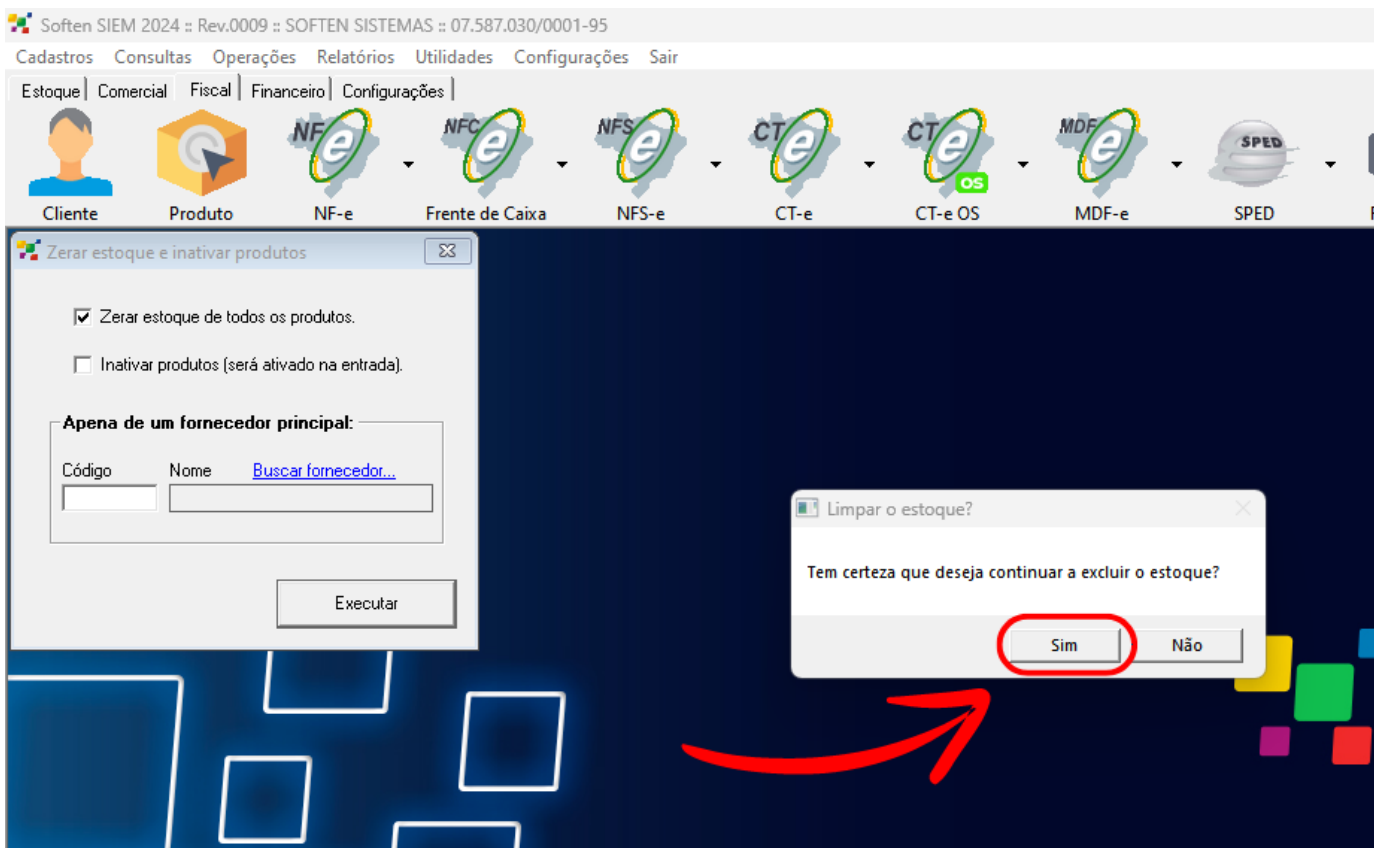 Soften SIEM 2024 :: Rev.0009 :: SOFTEN SISTEMAS :: 07.587.030/0001-95
Cadastros Consultas Operações Relatórios Utilidades Configurações Sair
Estoque Comercial Fiscal Financeiro Configurações
NF e NFC e NFS e CT e CT e OS MDF e SPED
Cliente Produto NF-e Frente de Caixa NFS-e CT-e CT-e OS MDF-e SPED
Zerar estoque e inativar produtos
Zerar estoque de todos os produtos.
Inativar produtos (será ativado na entrada).
Apena de um fornecedor principal:
Código Nome Buscar fornecedor...
Executar
Limpar o estoque?
Tem certeza que deseja continuar a excluir o estoque?
Sim Não